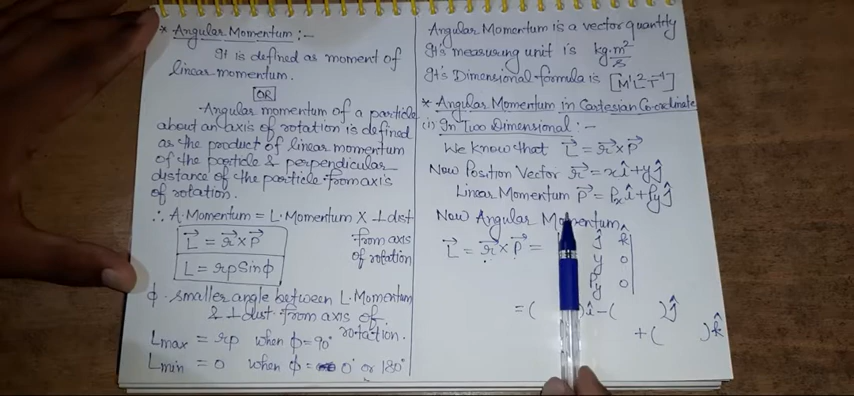 * Angular Momentum :-
It is defined as moment of
linear momentum.
OR
Angular momentum of a particle
about an axis of rotation is defined
as the product of linear momentum
of the particle & perpendicular
distance of the particle from axis
of rotation.
∴ A. Momentum = L. Momentum X ⊥ dist
from axis
of rotation
L⃗ = r⃗ × P⃗
L = rp Sinϕ
ϕ - smaller angle between L. Momentum
& ⊥ dist. from axis of
rotation.
Lmax = rp when ϕ = 90°
Lmin = 0 when ϕ = 0° or 180°
Angular Momentum is a vector quantity
It's measuring unit is kg.m²/s
It's Dimensional formula is [M¹L²T⁻¹]
* Angular Momentum in Cartesian Co-ordinate
(i) In Two Dimensional :-
We know that L⃗ = r⃗ × P⃗
Now Position Vector r⃗ = xî + yĵ
Linear Momentum P⃗ = Pxî + Pyĵ
Now Angular Momentum
L⃗ = r⃗ × P⃗ = ĵ k̂
y 0
Py 0
= ( )î - ( )ĵ
+ ( )k̂